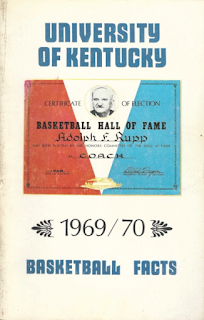 UNIVERSITY
OF KENTUCKY
CERTIFICATE OF ELECTION
BASKETBALL HALL OF FAME
Adolph F. Rupp
COACH
1969/70
BASKETBALL FACTS